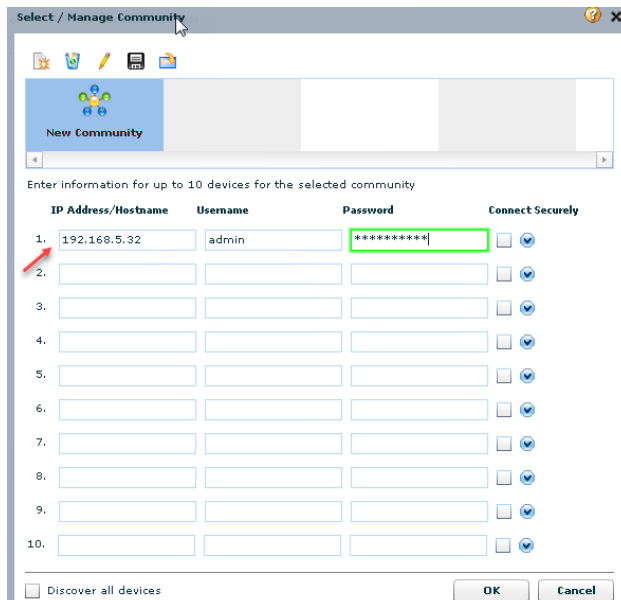 Select / Manage Community
New Community
Enter information for up to 10 devices for the selected community
IP Address/Hostname Username Password Connect Securely
1. 192.168.5.32 admin **********
2.
3.
4.
5.
6.
7.
8.
9.
10.
Discover all devices OK Cancel